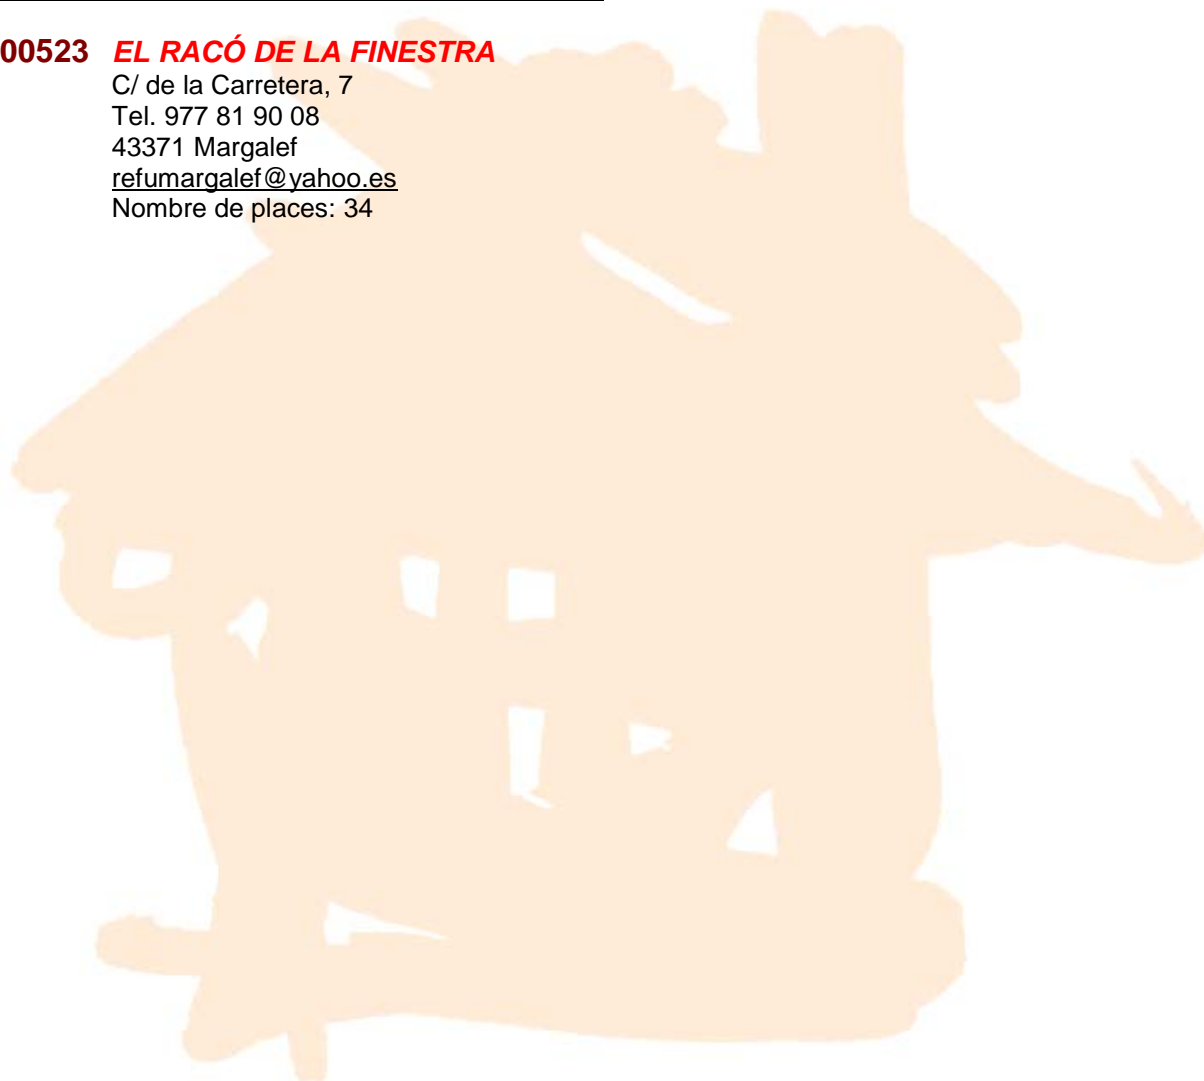 00523 EL RACÓ DE LA FINESTRA
C/ de la Carretera, 7
Tel. 977 81 90 08
43371 Margalef
refumargalef@yahoo.es
Nombre de places: 34